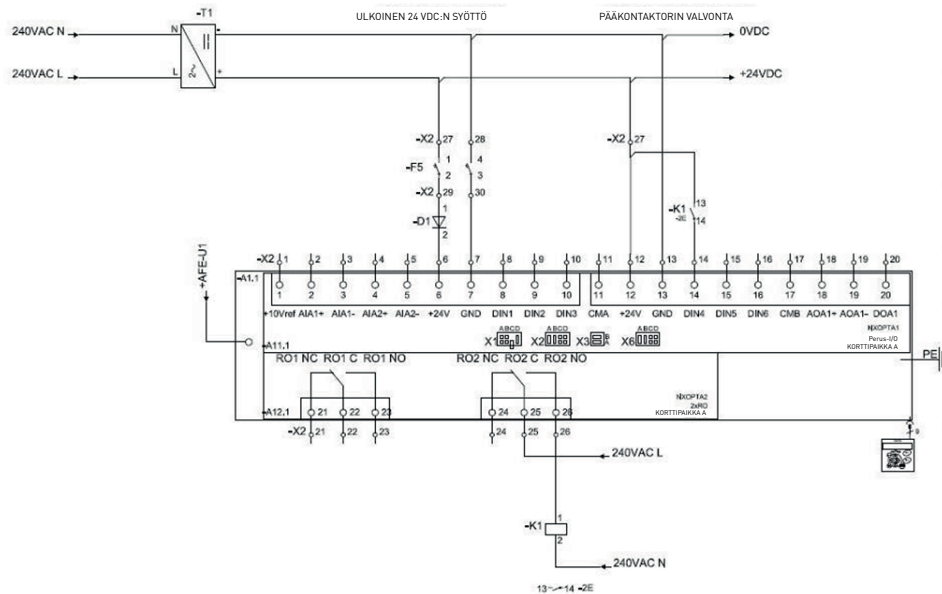 ULKOINEN 24 VDC:N SYÖTTÖ PÄÄKONTAKTORIN VALVONTA
-T1
240VAC N N - 0VDC
240VAC L L + +24VDC
2~
-X2 27 28 -X2 27
-F5 1 2 4 3
-X2 29 30
-D1 1 2
-K1 13
-2E 14
+AFE-U1
-X2 1 2 3 4 5 6 7 8 9 10 11 12 13 14 15 16 17 18 19 20
-A1.1
1 2 3 4 5 6 7 8 9 10 11 12 13 14 15 16 17 18 19 20
+10Vref AIA1+ AIA1- AIA2+ AIA2- +24V GND DIN1 DIN2 DIN3 CMA +24V GND DIN4 DIN5 DIN6 CMB AOA1+ AOA1- DOA1
ABCD ABCD B A ABCD
X1 X2 X3 X6
NXOPTA1
Perus-I/O
KORTTIPAIKKA A
-A11.1
RO1 NC RO1 C RO1 NO RO2 NC RO2 C RO2 NO
PE
NXOPTA2
2xRO
KORTTIPAIKKA A
-A12.1 21 22 23 24 25 26
-X2 21 22 23 24 25 26
9
240VAC L
-K1 1 2
240VAC N
13 14 -2E